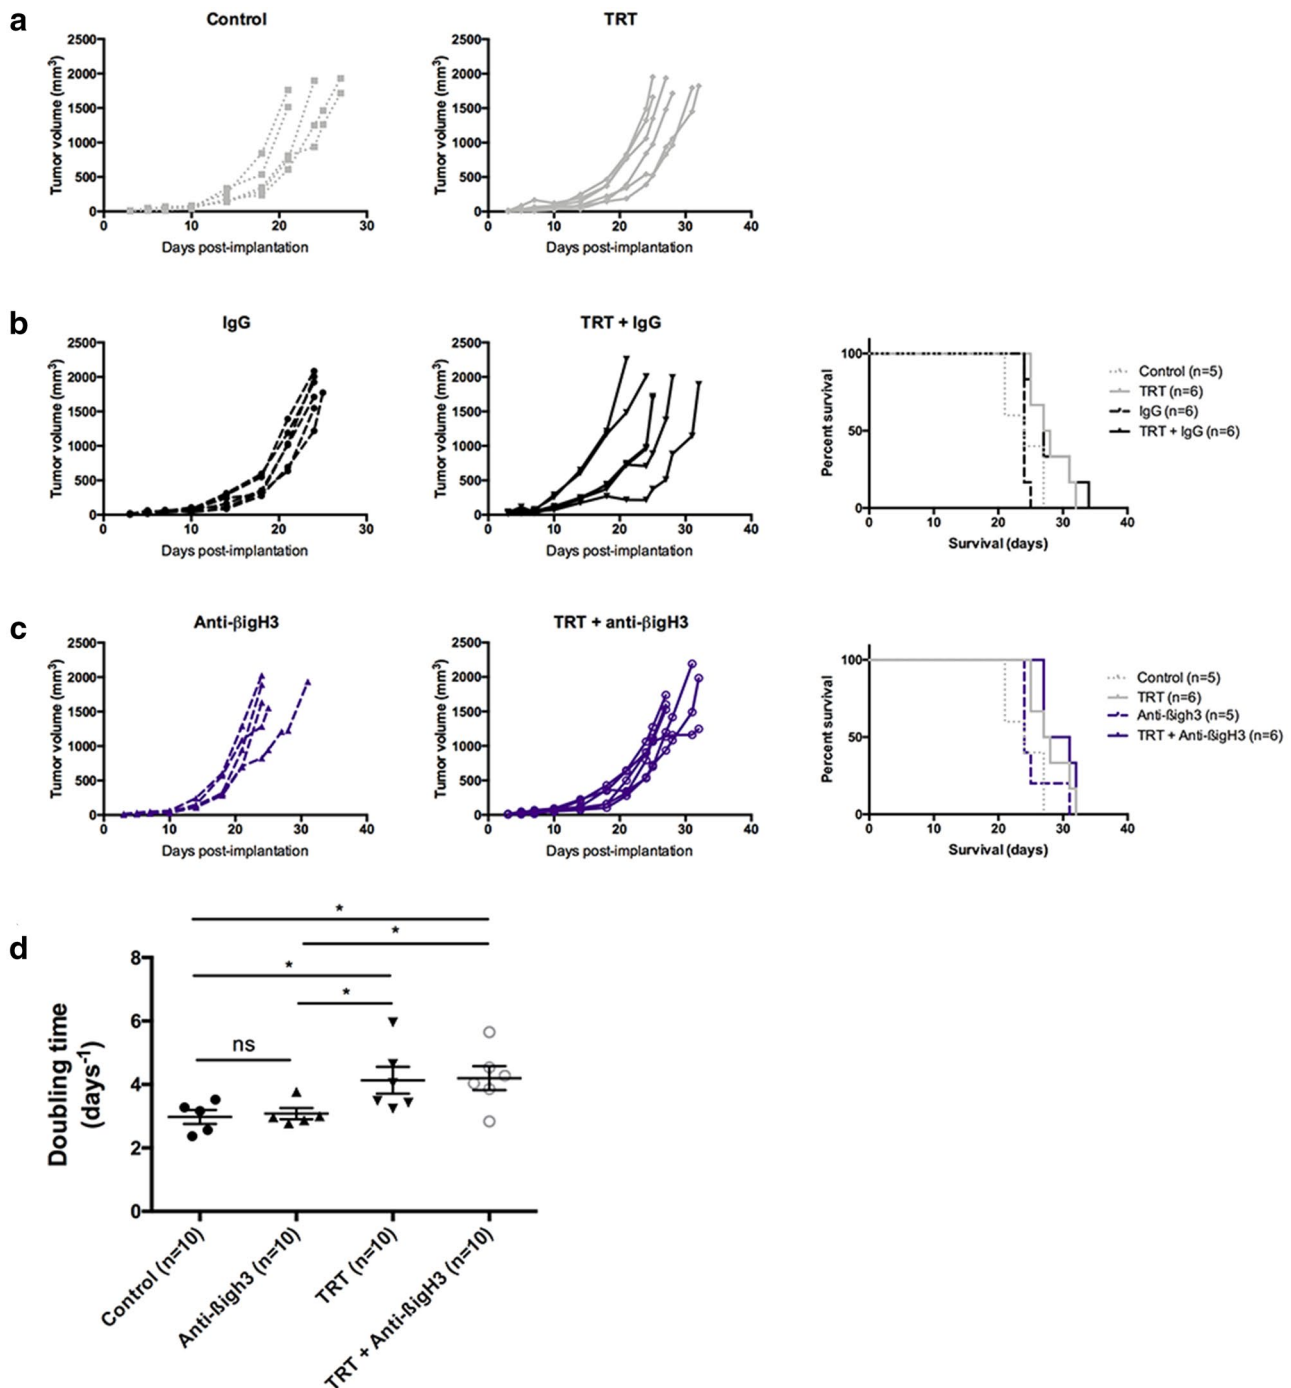 a
Control
TRT
Tumor volume (mm³)
2500
2000
1500
1000
500
0
0 10 20 30
Days post-implantation
Tumor volume (mm³)
2500
2000
1500
1000
500
0
0 10 20 30 40
Days post-implantation
b
IgG
TRT + IgG
Tumor volume (mm³)
2500
2000
1500
1000
500
0
0 10 20 30
Days post-implantation
Tumor volume (mm³)
2500
2000
1500
1000
500
0
0 10 20 30 40
Days post-implantation
Percent survival
100
50
0
0 10 20 30 40
Survival (days)
Control (n=5)
TRT (n=6)
IgG (n=6)
TRT + IgG (n=6)
c
Anti-βigH3
TRT + anti-βigH3
Tumor volume (mm³)
2500
2000
1500
1000
500
0
0 10 20 30 40
Days post-implantation
Tumor volume (mm³)
2500
2000
1500
1000
500
0
0 10 20 30 40
Days post-implantation
Percent survival
100
50
0
0 10 20 30 40
Survival (days)
Control (n=5)
TRT (n=6)
Anti-ßigh3 (n=5)
TRT + Anti-ßigH3 (n=6)
d
*
*
*
*
ns
Doubling time
(days⁻¹)
8
6
4
2
0
Control (n=10)
Anti-ßigh3 (n=10)
TRT (n=10)
TRT + Anti-ßigH3 (n=10)